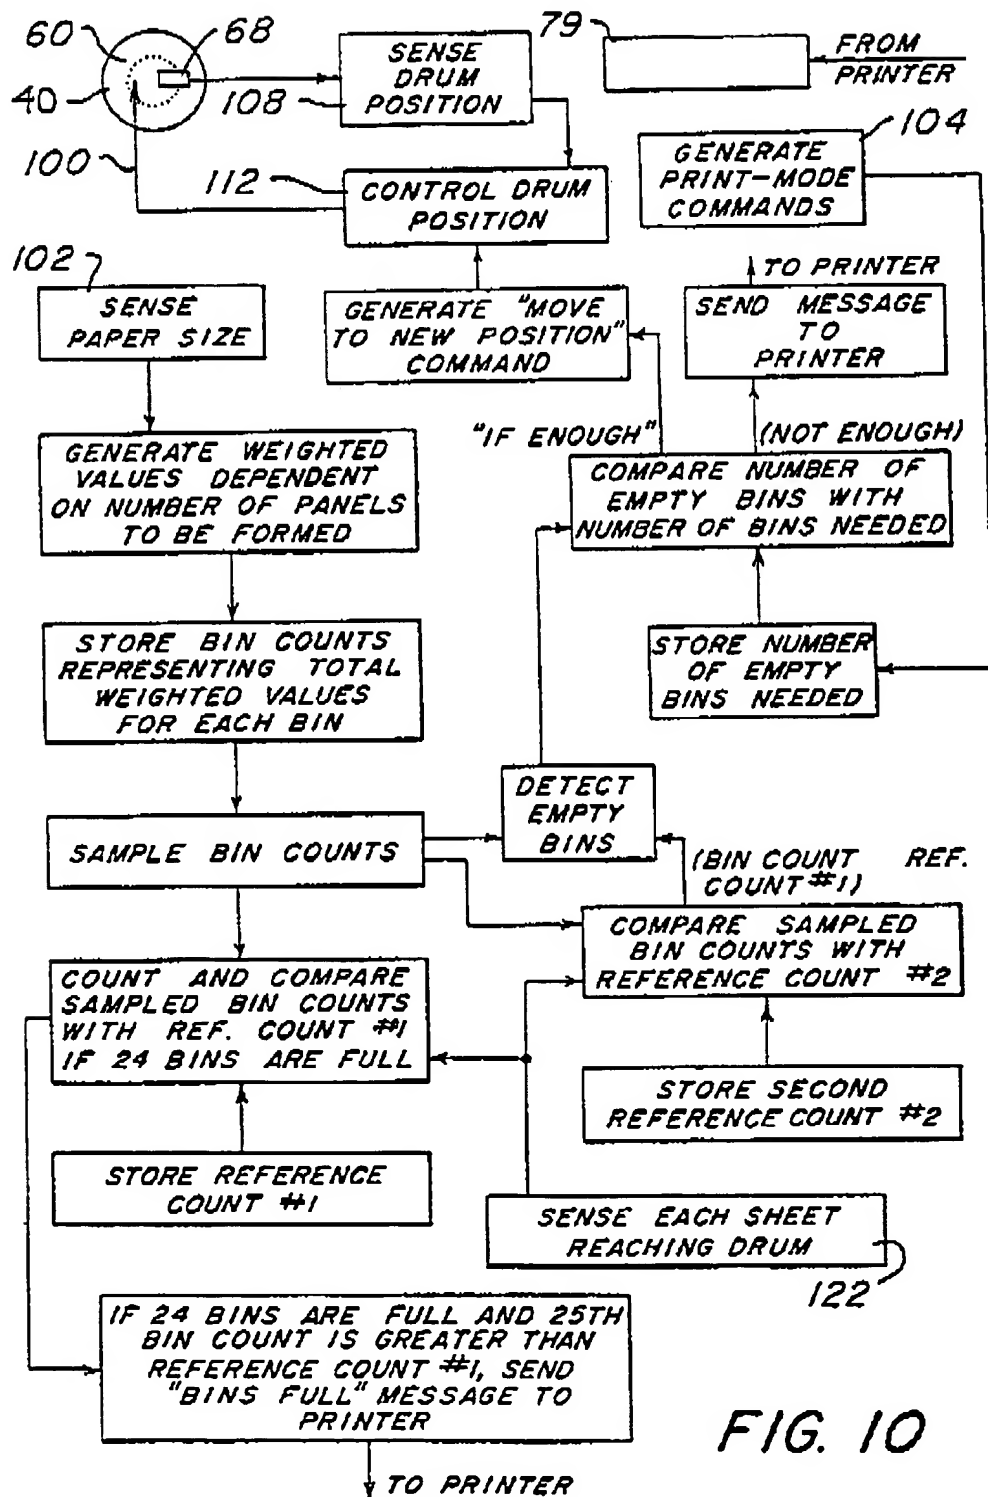 60
68
40
100
SENSE
DRUM
POSITION
108
79
FROM
PRINTER
104
GENERATE
PRINT-MODE
COMMANDS
112
CONTROL DRUM
POSITION
102
SENSE
PAPER SIZE
GENERATE "MOVE
TO NEW POSITION"
COMMAND
TO PRINTER
SEND MESSAGE
TO
PRINTER
"IF ENOUGH"
(NOT ENOUGH)
GENERATE WEIGHTED
VALUES DEPENDENT
ON NUMBER OF PANELS
TO BE FORMED
COMPARE NUMBER OF
EMPTY BINS WITH
NUMBER OF BINS NEEDED
STORE BIN COUNTS
REPRESENTING TOTAL
WEIGHTED VALUES
FOR EACH BIN
STORE NUMBER
OF EMPTY
BINS NEEDED
DETECT
EMPTY
BINS
SAMPLE BIN COUNTS
(BIN COUNT REF.
COUNT #1)
COMPARE SAMPLED
BIN COUNTS WITH
REFERENCE COUNT #2
COUNT AND COMPARE
SAMPLED BIN COUNTS
WITH REF. COUNT #1
IF 24 BINS ARE FULL
STORE SECOND
REFERENCE COUNT #2
STORE REFERENCE
COUNT #1
SENSE EACH SHEET
REACHING DRUM
122
IF 24 BINS ARE FULL AND 25TH
BIN COUNT IS GREATER THAN
REFERENCE COUNT #1, SEND
"BINS FULL" MESSAGE TO
PRINTER
TO PRINTER
FIG. 10